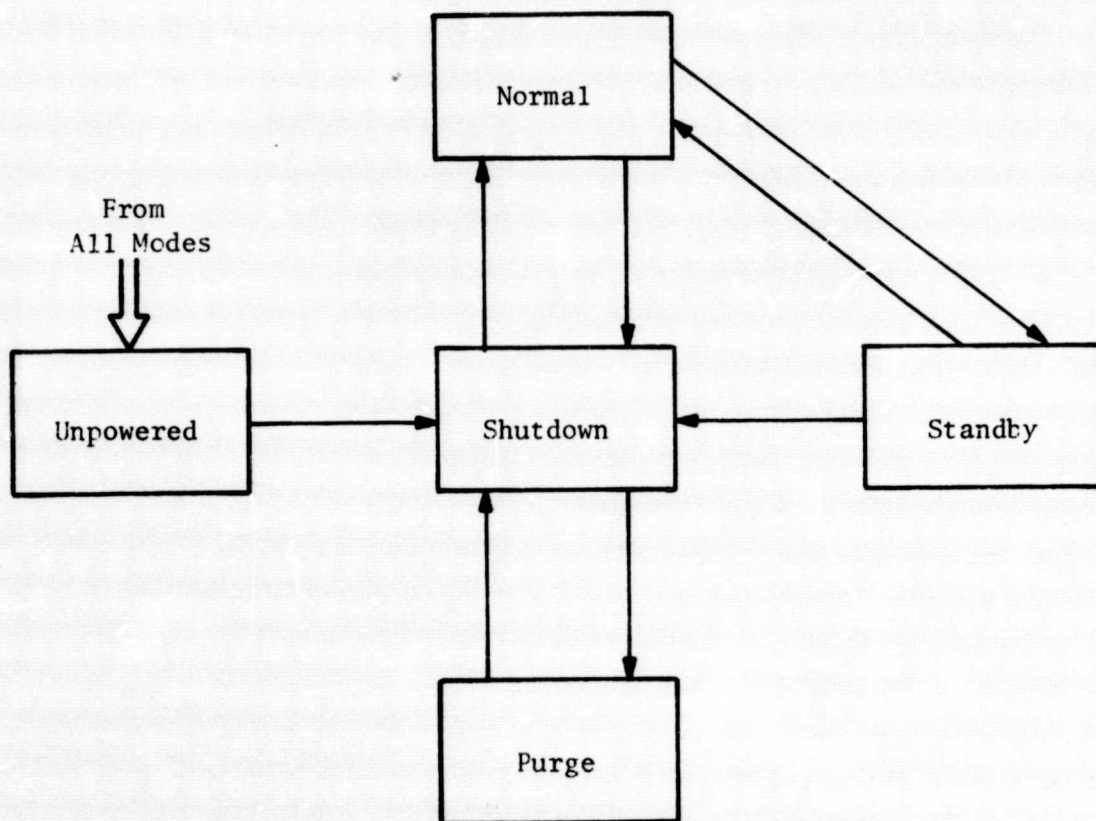 Normal
From
All Modes
Unpowered
Shutdown
Standby
Purge